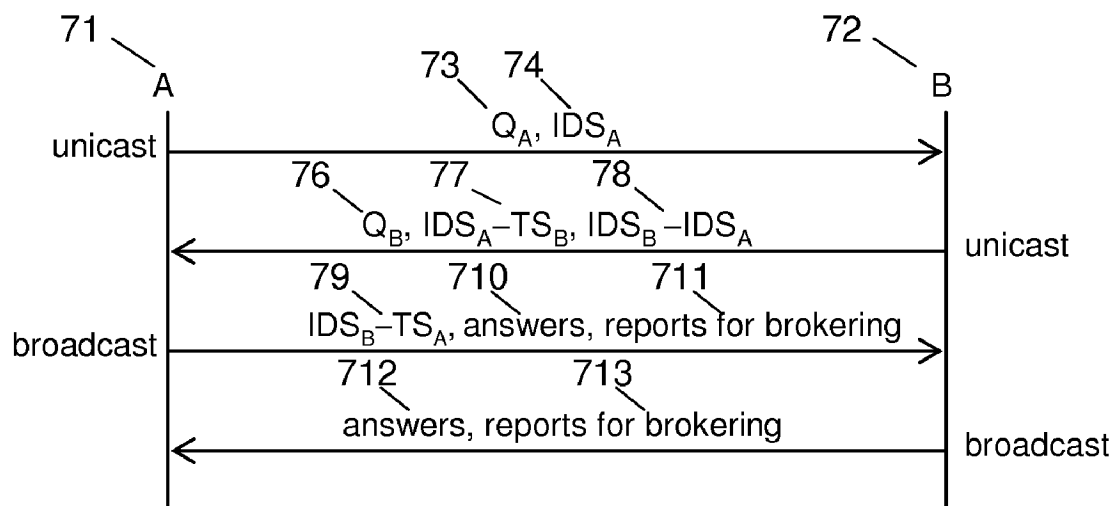 71 72
A 73 74 B
unicast Q_A, IDS_A
76 77 78
Q_B, IDS_A–TS_B, IDS_B–IDS_A unicast
79 710 711
broadcast IDS_B–TS_A, answers, reports for brokering
712 713
answers, reports for brokering
broadcast